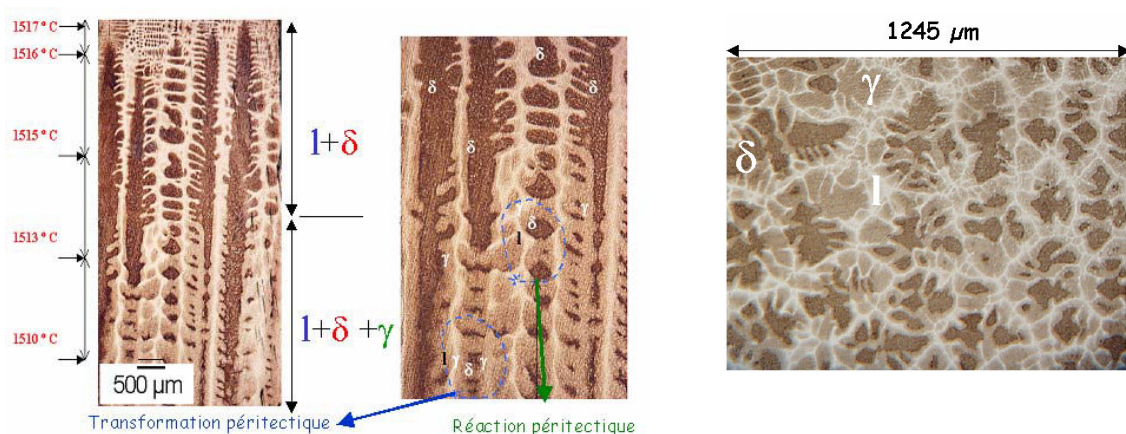 1517°C
1516°C
1515°C
1513°C
1510°C
500 µm
l+δ
l+δ+γ
δ
δ
δ
δ
γ
δ
l
γ
l
γ
δ
γ
Transformation péritectique
Réaction péritectique
1245 µm
γ
δ
l